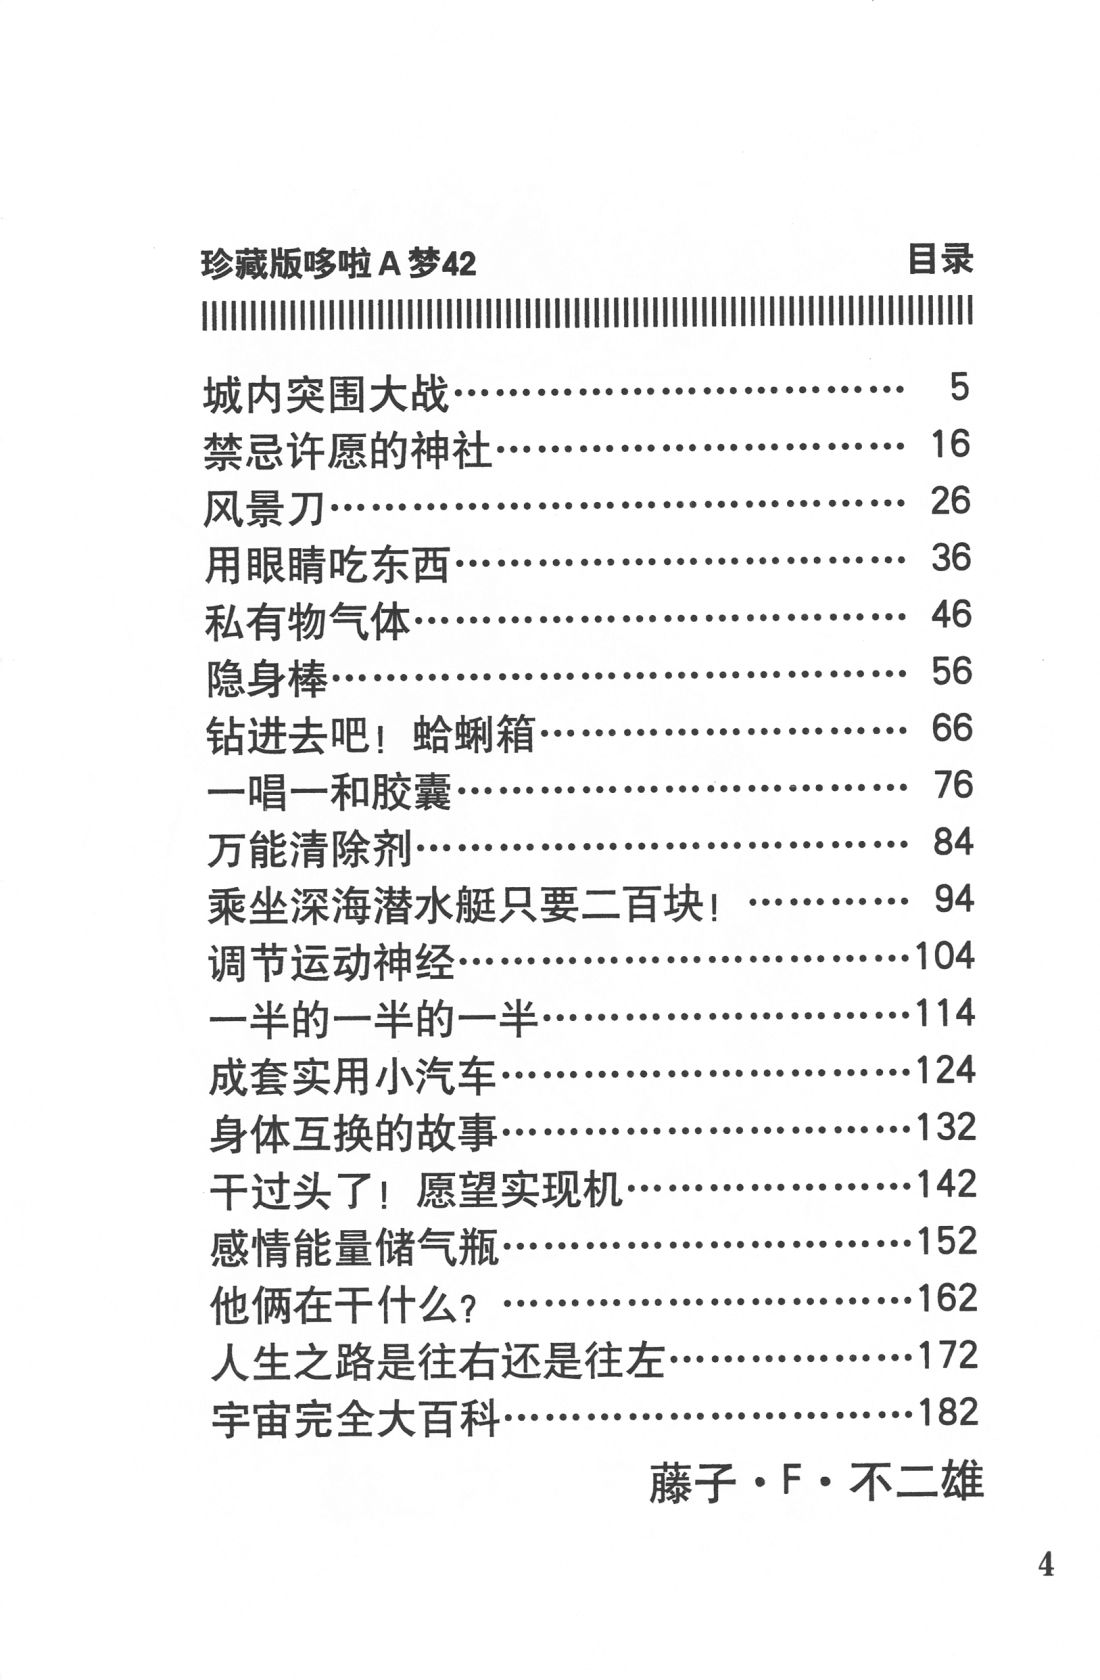 珍藏版哆啦A梦42 目录
城内突围大战………………………………… 5
禁忌许愿的神社……………………………… 16
风景刀………………………………………… 26
用眼睛吃东西………………………………… 36
私有物气体…………………………………… 46
隐身棒………………………………………… 56
钻进去吧！蛤蜊箱…………………………… 66
一唱一和胶囊………………………………… 76
万能清除剂…………………………………… 84
乘坐深海潜水艇只要二百块！………… 94
调节运动神经…………………………………104
一半的一半的一半……………………………114
成套实用小汽车………………………………124
身体互换的故事………………………………132
干过头了！愿望实现机………………………142
感情能量储气瓶………………………………152
他俩在干什么？………………………………162
人生之路是往右还是往左……………………172
宇宙完全大百科………………………………182
藤子·F·不二雄
4